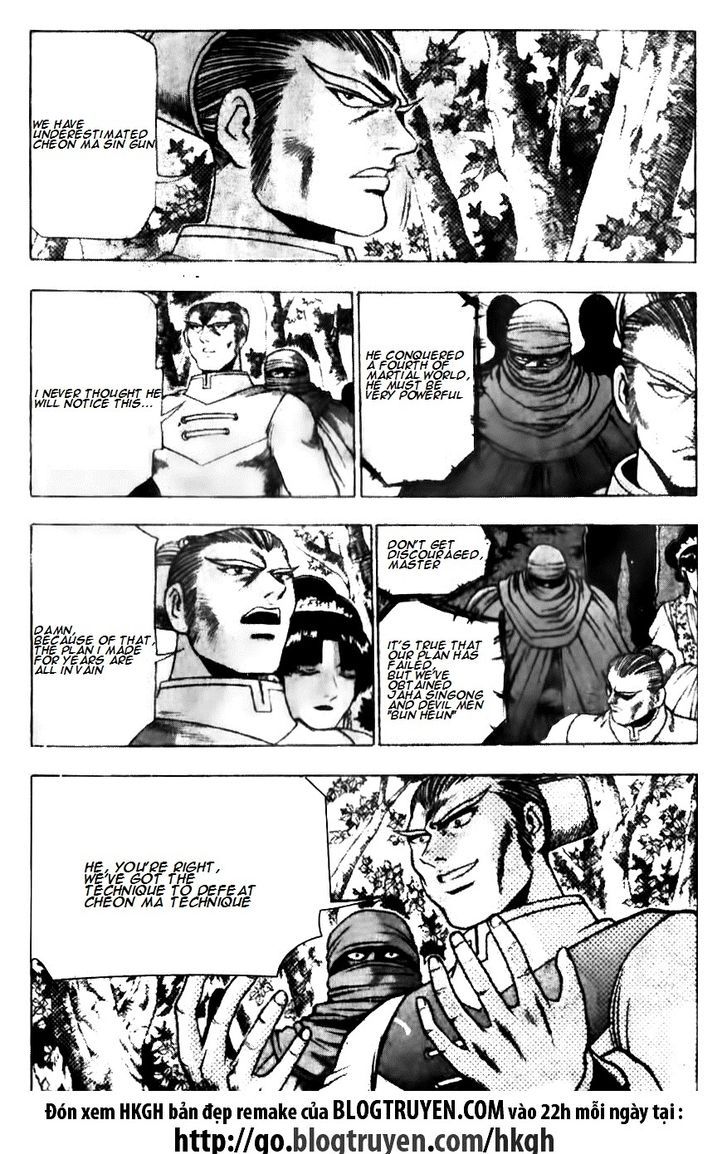 WE HAVE
UNDERESTIMATED
CHEON MA SIN GUN
HE CONQUERED
A FOURTH OF
MARTIAL WORLD,
HE MUST BE
VERY POWERFUL
I NEVER THOUGHT HE
WILL NOTICE THIS...
DON'T GET
DISCOURAGED,
MASTER
IT'S TRUE THAT
OUR PLAN HAS
FAILED,
BUT WE'VE
OBTAINED
JAHA SINGONG
AND DEVIL MEN
"BUN HEUN"
DAMN,
BECAUSE OF THAT,
THE PLAN I MADE
FOR YEARS ARE
ALL IN VAIN
HE, YOU'RE RIGHT,
WE'VE GOT THE
TECHNIQUE TO DEFEAT
CHEON MA TECHNIQUE
Đón xem HKGH bản đẹp remake của BLOGTRUYEN.COM vào 22h mỗi ngày tại :
http://go.blogtruyen.com/hkgh